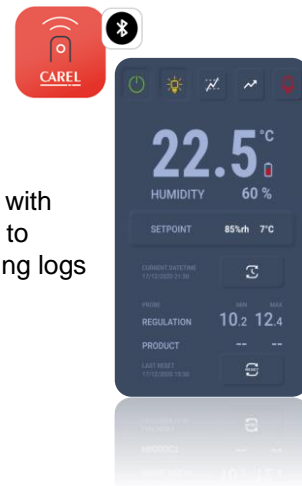 CAREL
22.5 °C
HUMIDITY 60 %
with
to
ng logs
SETPOINT 85%rh 7°C
CURRENT DATETIME
17/12/2020 21:30
PROBE MIN MAX
REGULATION 10.2 12.4
PRODUCT -- --
LAST RESET
17/12/2020 15:30
RESET